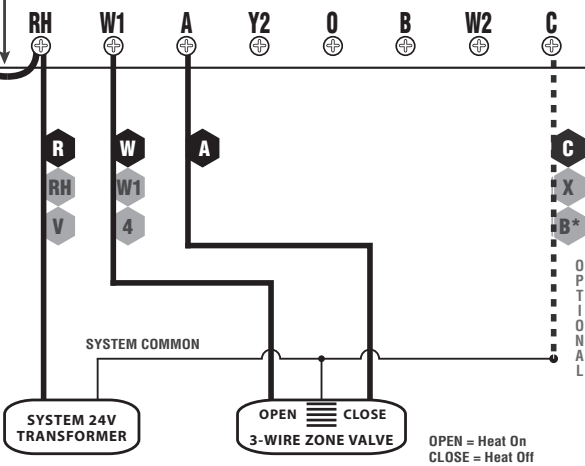 RH W1 A Y2 O B W2 C
R W A C
RH W1 X
V 4 B*
OPTIONAL
SYSTEM COMMON
SYSTEM 24V
TRANSFORMER
OPEN CLOSE
3-WIRE ZONE VALVE
OPEN = Heat On
CLOSE = Heat Off